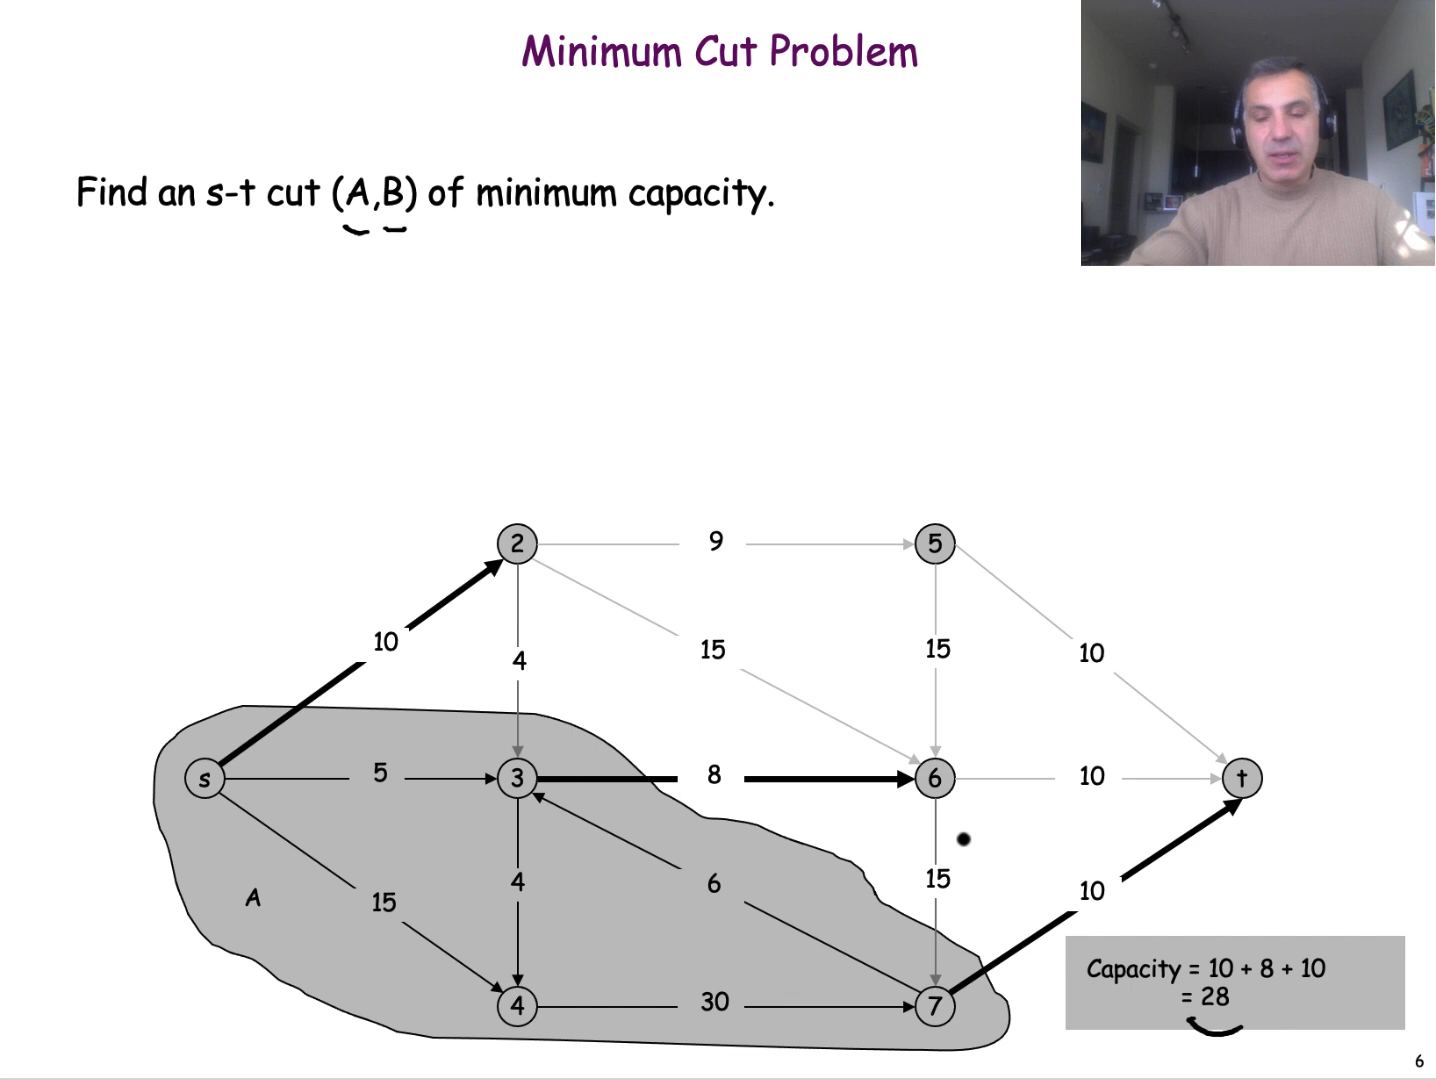 Minimum Cut Problem
Find an s-t cut (A,B) of minimum capacity.
2 9 5
10 4 15 15 10
s 5 3 8 6 10 t
A 15 4 6 15 10
4 30 7
Capacity = 10 + 8 + 10
= 28
6